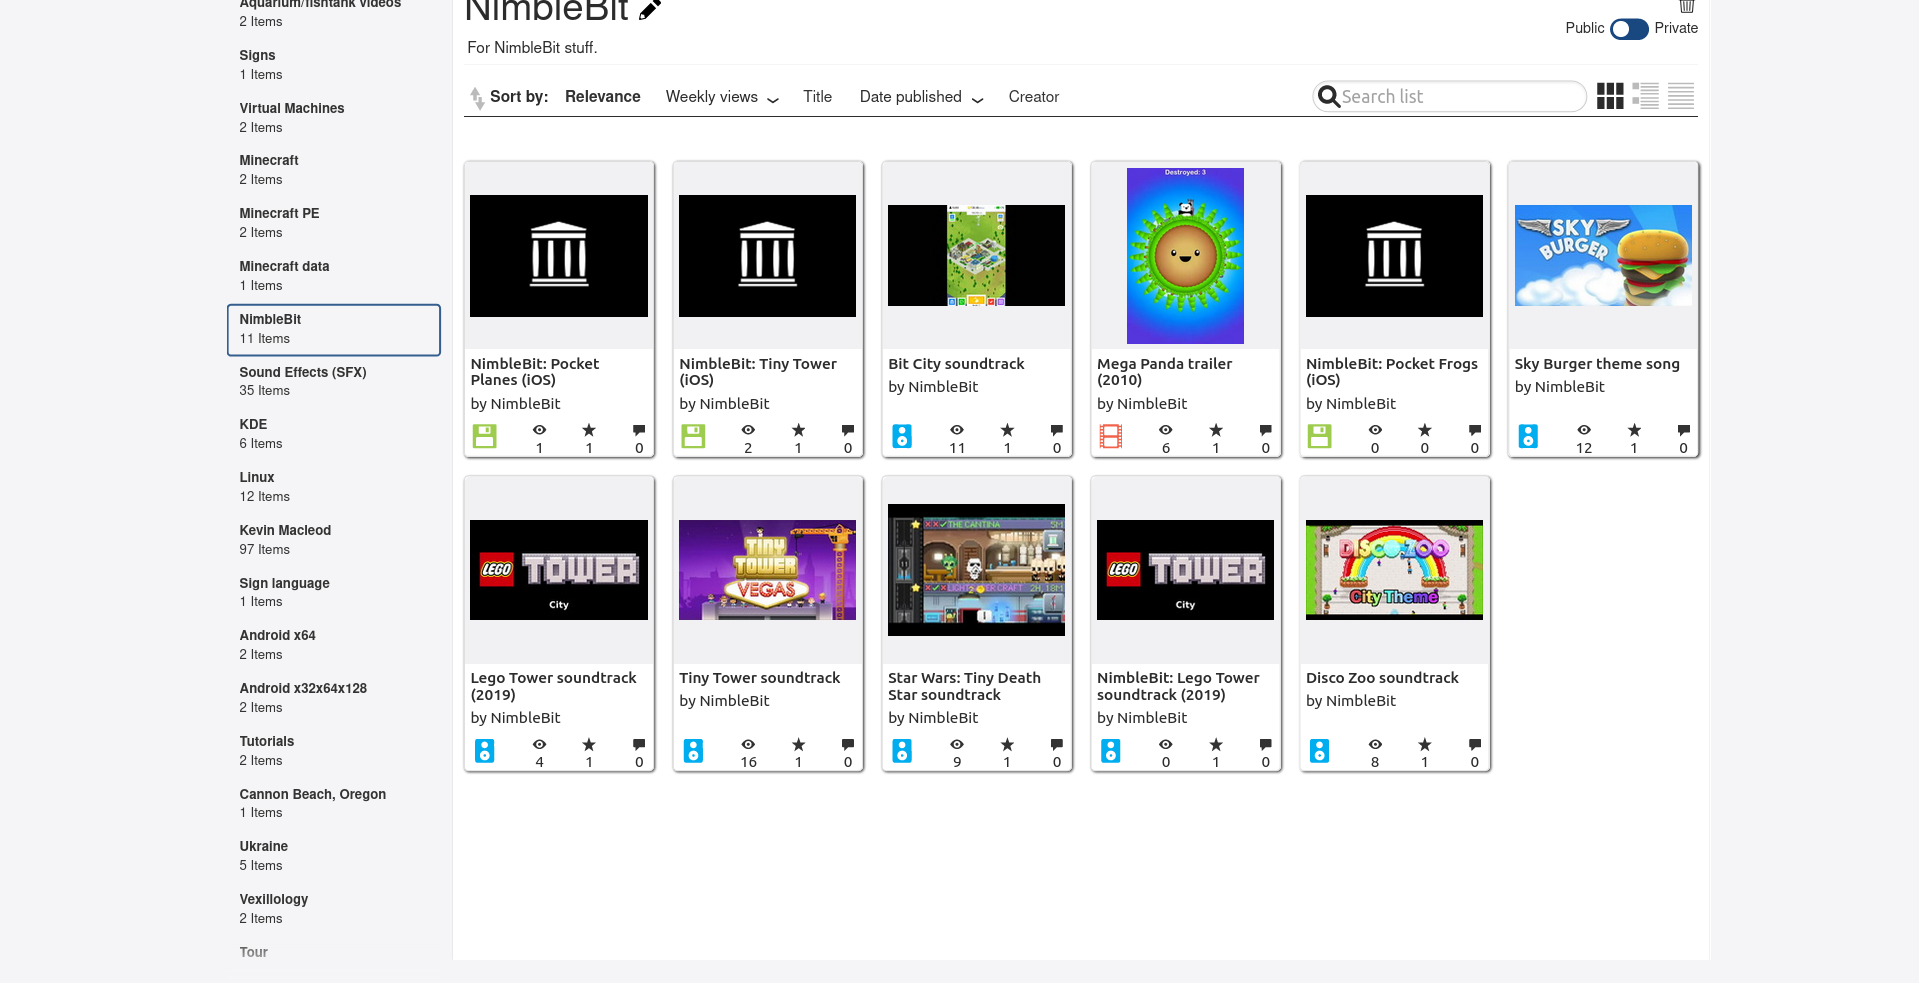 Aquarium/fishtank videos
2 Items
Signs
1 Items
Virtual Machines
2 Items
Minecraft
2 Items
Minecraft PE
2 Items
Minecraft data
1 Items
NimbleBit
11 Items
Sound Effects (SFX)
35 Items
KDE
6 Items
Linux
12 Items
Kevin Macleod
97 Items
Sign language
1 Items
Android x64
2 Items
Android x32x64x128
2 Items
Tutorials
2 Items
Cannon Beach, Oregon
1 Items
Ukraine
5 Items
Vexillology
2 Items
Tour
NimbleBit
For NimbleBit stuff.
Public Private
Sort by: Relevance Weekly views Title Date published Creator
Search list
NimbleBit: Pocket
Planes (iOS)
by NimbleBit
1 1 0
NimbleBit: Tiny Tower
(iOS)
by NimbleBit
2 1 0
Bit City soundtrack
by NimbleBit
11 1 0
Destroyed: 3
Mega Panda trailer
(2010)
by NimbleBit
6 1 0
NimbleBit: Pocket Frogs
(iOS)
by NimbleBit
0 0 0
SKY
BURGER
Sky Burger theme song
by NimbleBit
12 1 0
LEGO TOWER
City
Lego Tower soundtrack
(2019)
by NimbleBit
4 1 0
TINY
TOWER
VEGAS
Tiny Tower soundtrack
by NimbleBit
16 1 0
THE CANTINA 5M
2H, 18M
Star Wars: Tiny Death
Star soundtrack
by NimbleBit
9 1 0
LEGO TOWER
City
NimbleBit: Lego Tower
soundtrack (2019)
by NimbleBit
0 1 0
DISCO ZOO
City Theme
Disco Zoo soundtrack
by NimbleBit
8 1 0